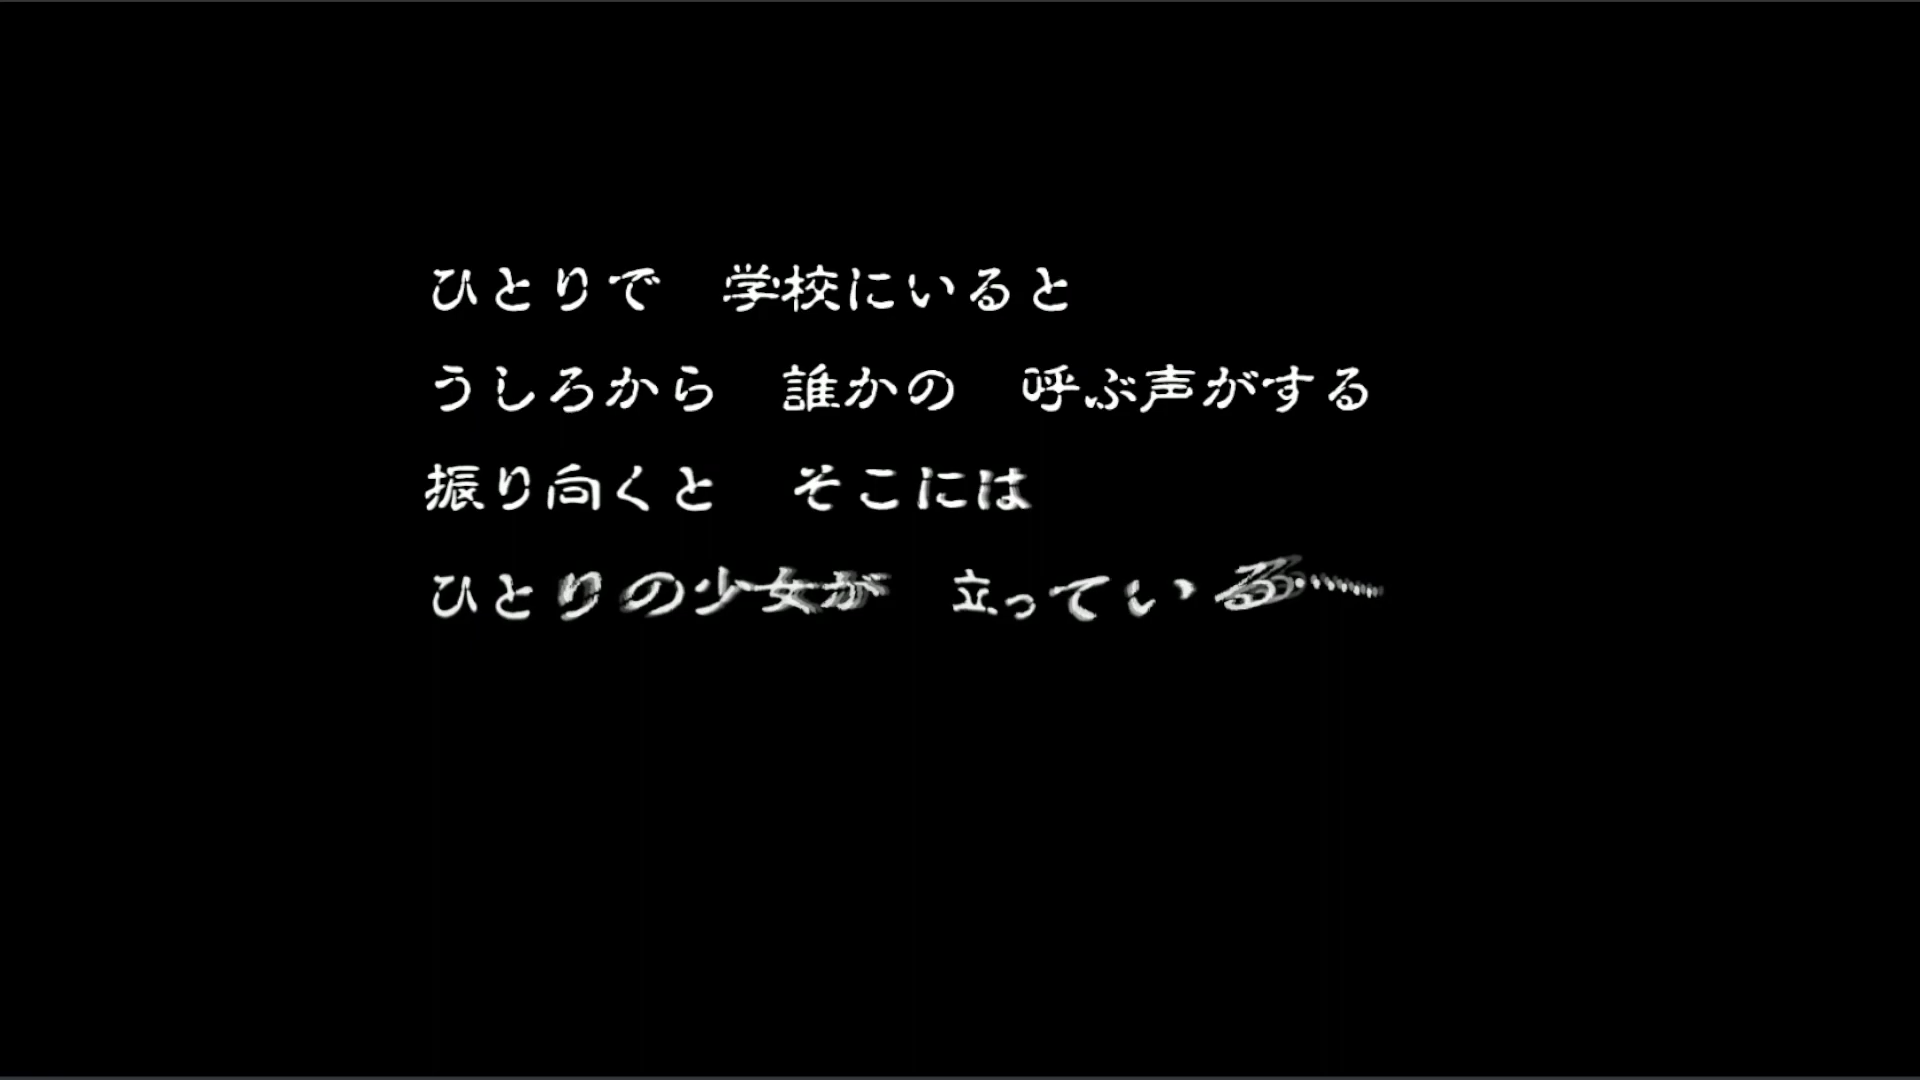 ひとりで　学校にいると
うしろから　誰かの　呼ぶ声がする
振り向くと　そこには
ひとりの少女が　立っている……